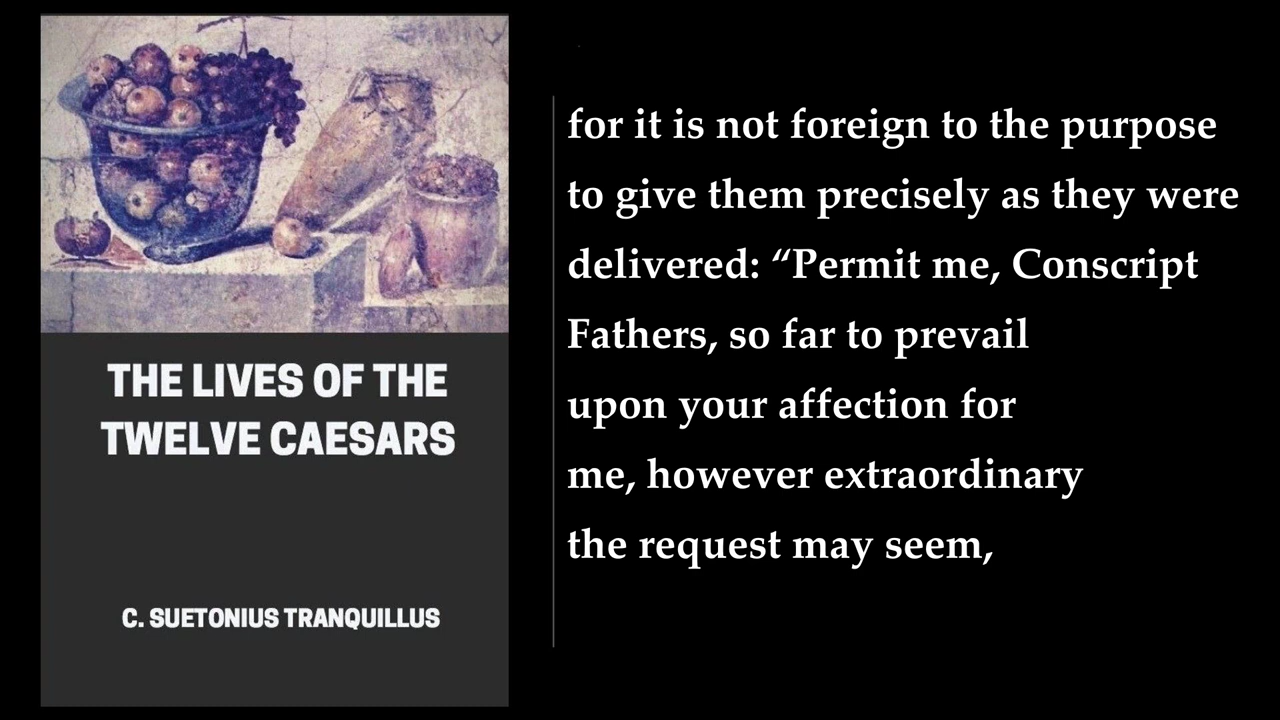 THE LIVES OF THE
TWELVE CAESARS
C. SUETONIUS TRANQUILLUS
for it is not foreign to the purpose
to give them precisely as they were
delivered: “Permit me, Conscript
Fathers, so far to prevail
upon your affection for
me, however extraordinary
the request may seem,